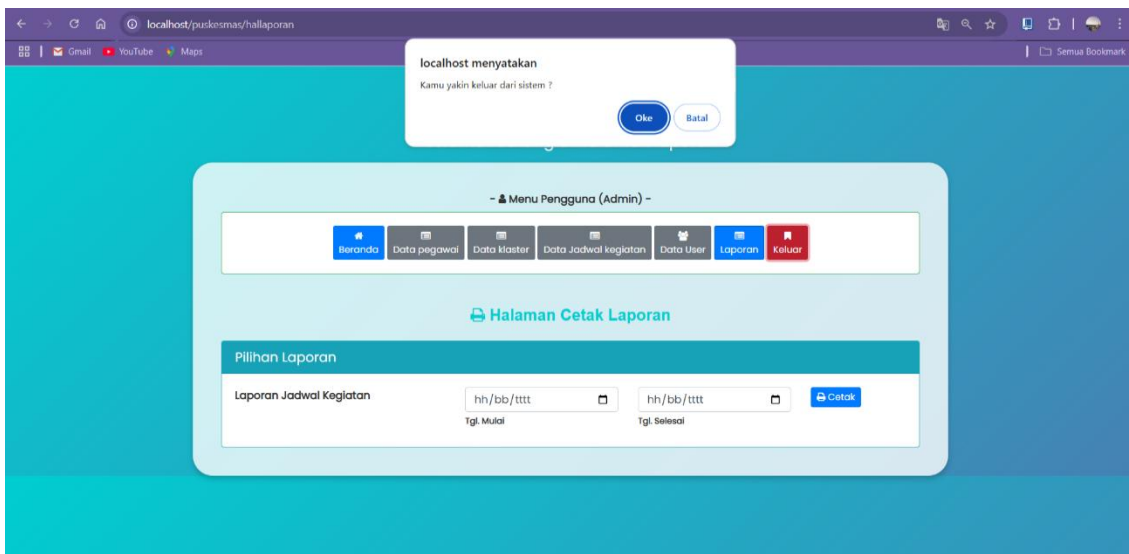 localhost/puskesmas/hallaporan
Gmail YouTube Maps Semua Bookmark
localhost menyatakan
Kamu yakin keluar dari sistem ?
Oke Batal
- Menu Pengguna (Admin) -
Beranda Data pegawai Data klaster Data Jadwal kegiatan Data User Laporan Keluar
Halaman Cetak Laporan
Pilihan Laporan
Laporan Jadwal Kegiatan hh/bb/tttt hh/bb/tttt Cetak
Tgl. Mulai Tgl. Selesai